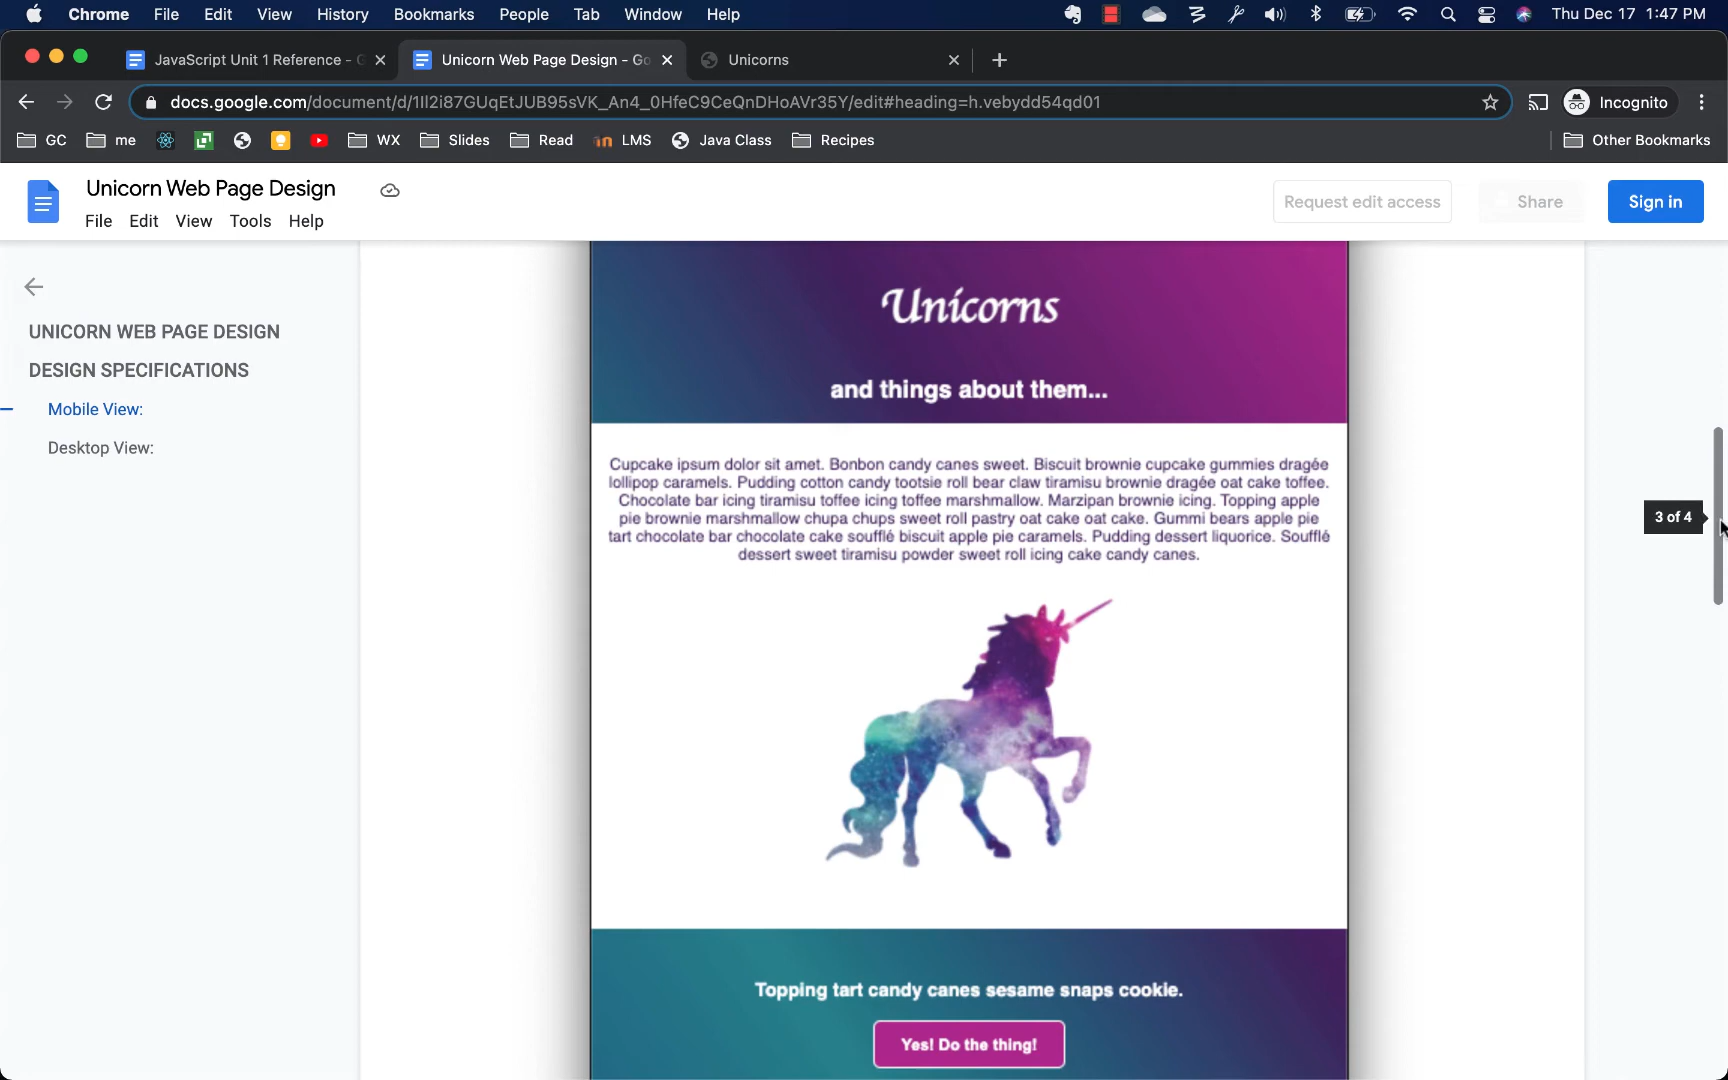 Chrome File Edit View History Bookmarks People Tab Window Help Thu Dec 17 1:47 PM
JavaScript Unit 1 Reference - G Unicorn Web Page Design - Go Unicorns
docs.google.com/document/d/1Il2i87GUqEtJUB95sVK_An4_0HfeC9CeQnDHoAVr35Y/edit#heading=h.vebydd54qd01 Incognito
GC me WX Slides Read LMS Java Class Recipes Other Bookmarks
Unicorn Web Page Design
File Edit View Tools Help
Request edit access Share Sign in
UNICORN WEB PAGE DESIGN
DESIGN SPECIFICATIONS
Mobile View:
Desktop View:
Unicorns
and things about them...
Cupcake ipsum dolor sit amet. Bonbon candy canes sweet. Biscuit brownie cupcake gummies dragée
lollipop caramels. Pudding cotton candy tootsie roll bear claw tiramisu brownie dragée oat cake toffee.
Chocolate bar icing tiramisu toffee icing toffee marshmallow. Marzipan brownie icing. Topping apple
pie brownie marshmallow chupa chups sweet roll pastry oat cake oat cake. Gummi bears apple pie
tart chocolate bar chocolate cake soufflé biscuit apple pie caramels. Pudding dessert liquorice. Soufflé
dessert sweet tiramisu powder sweet roll icing cake candy canes.
3 of 4
Topping tart candy canes sesame snaps cookie.
Yes! Do the thing!